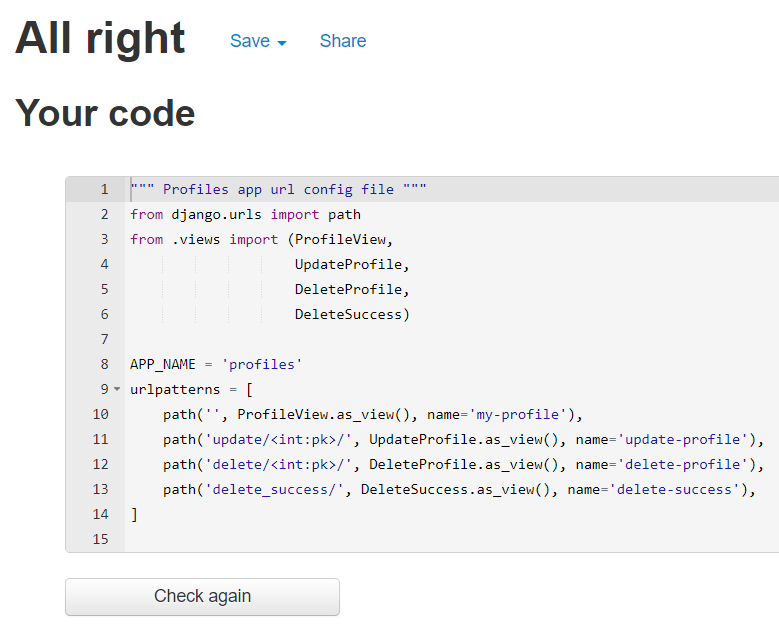 All right Save Share
Your code
1 """ Profiles app url config file """
2 from django.urls import path
3 from .views import (ProfileView,
4 UpdateProfile,
5 DeleteProfile,
6 DeleteSuccess)
7
8 APP_NAME = 'profiles'
9 urlpatterns = [
10 path('', ProfileView.as_view(), name='my-profile'),
11 path('update/<int:pk>/', UpdateProfile.as_view(), name='update-profile'),
12 path('delete/<int:pk>/', DeleteProfile.as_view(), name='delete-profile'),
13 path('delete_success/', DeleteSuccess.as_view(), name='delete-success'),
14 ]
15
Check again